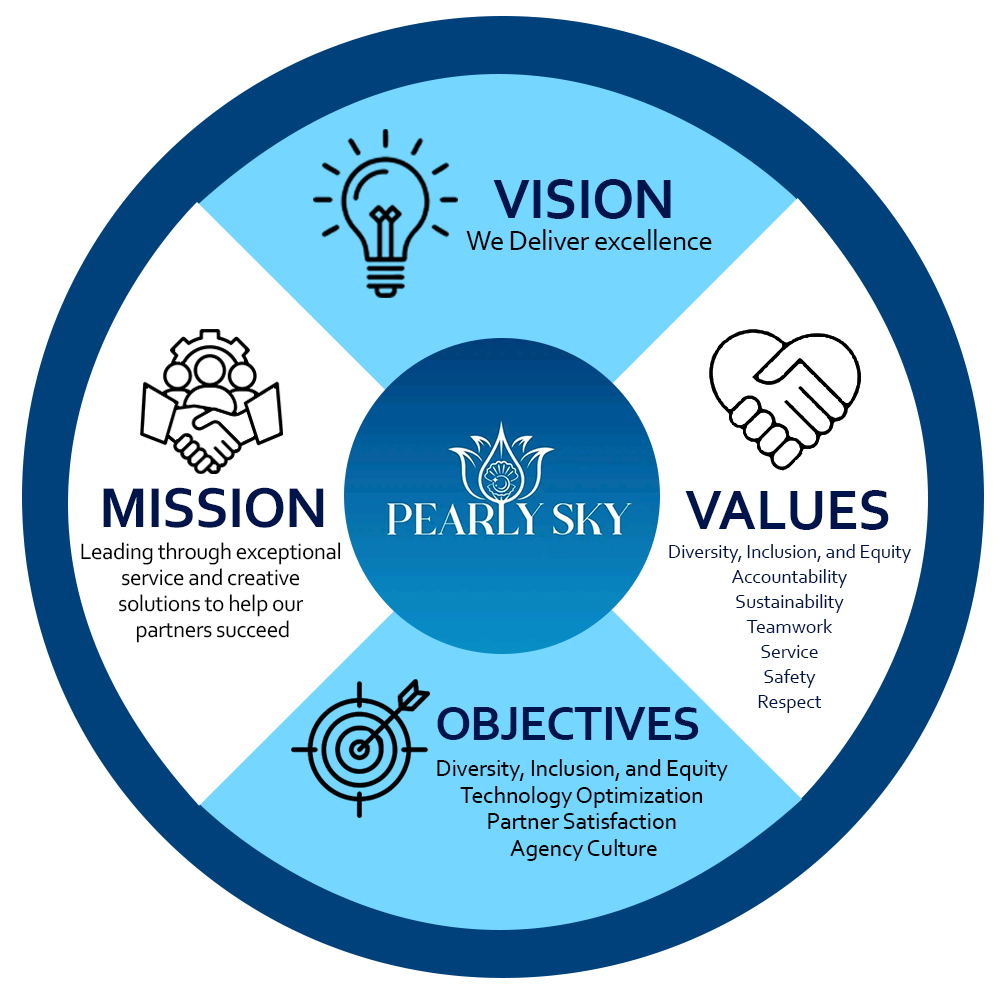 VISION
We Deliver excellence
MISSION
Leading through exceptional
service and creative
solutions to help our
partners succeed
PEARLY SKY
VALUES
Diversity, Inclusion, and Equity
Accountability
Sustainability
Teamwork
Service
Safety
Respect
OBJECTIVES
Diversity, Inclusion, and Equity
Technology Optimization
Partner Satisfaction
Agency Culture